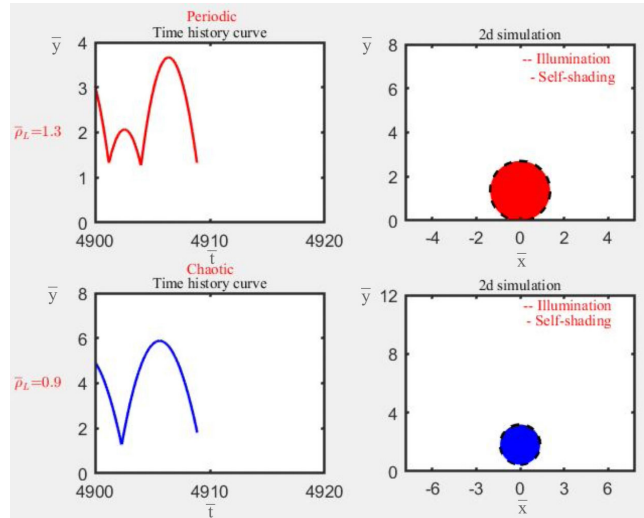 Periodic
Time history curve
2d simulation
y̅
y̅
4
3
2
1
0
8
6
4
2
0
-- Illumination
- Self-shading
ρ̅_L=1.3
4900
4910
4920
t̅
-4
-2
0
2
4
x̅
Chaotic
Time history curve
2d simulation
y̅
y̅
8
6
4
2
0
12
8
4
0
-- Illumination
- Self-shading
ρ̅_L=0.9
4900
4910
4920
t̅
-6
-3
0
3
6
x̅